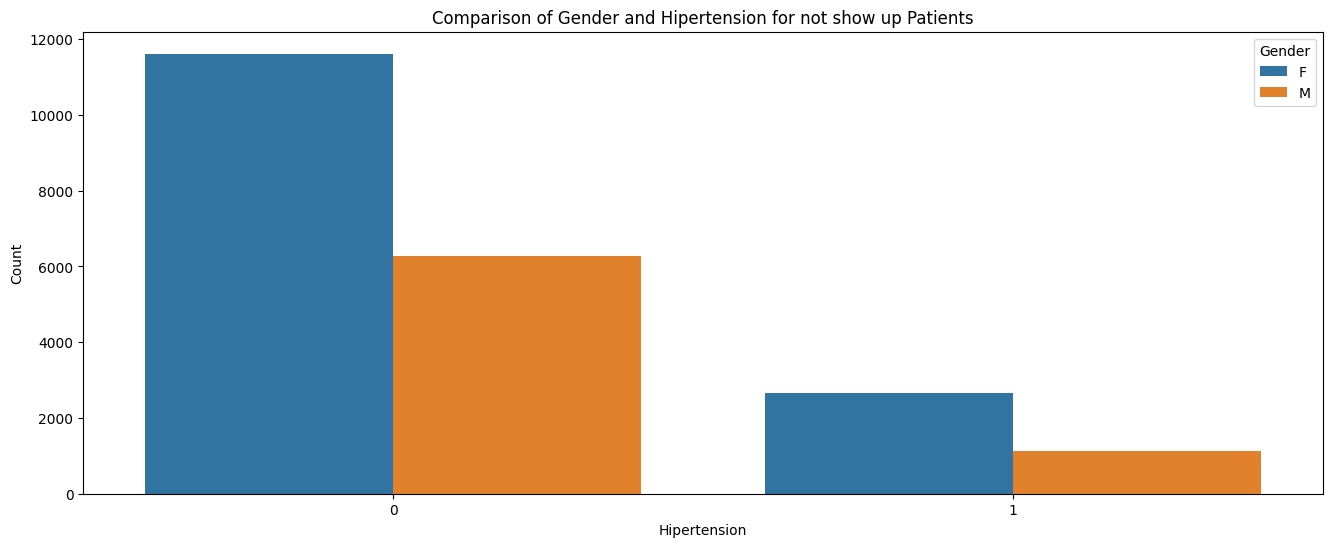 Comparison of Gender and Hipertension for not show up Patients
12000
10000
8000
6000
4000
2000
0
Count
Gender
F
M
0
1
Hipertension